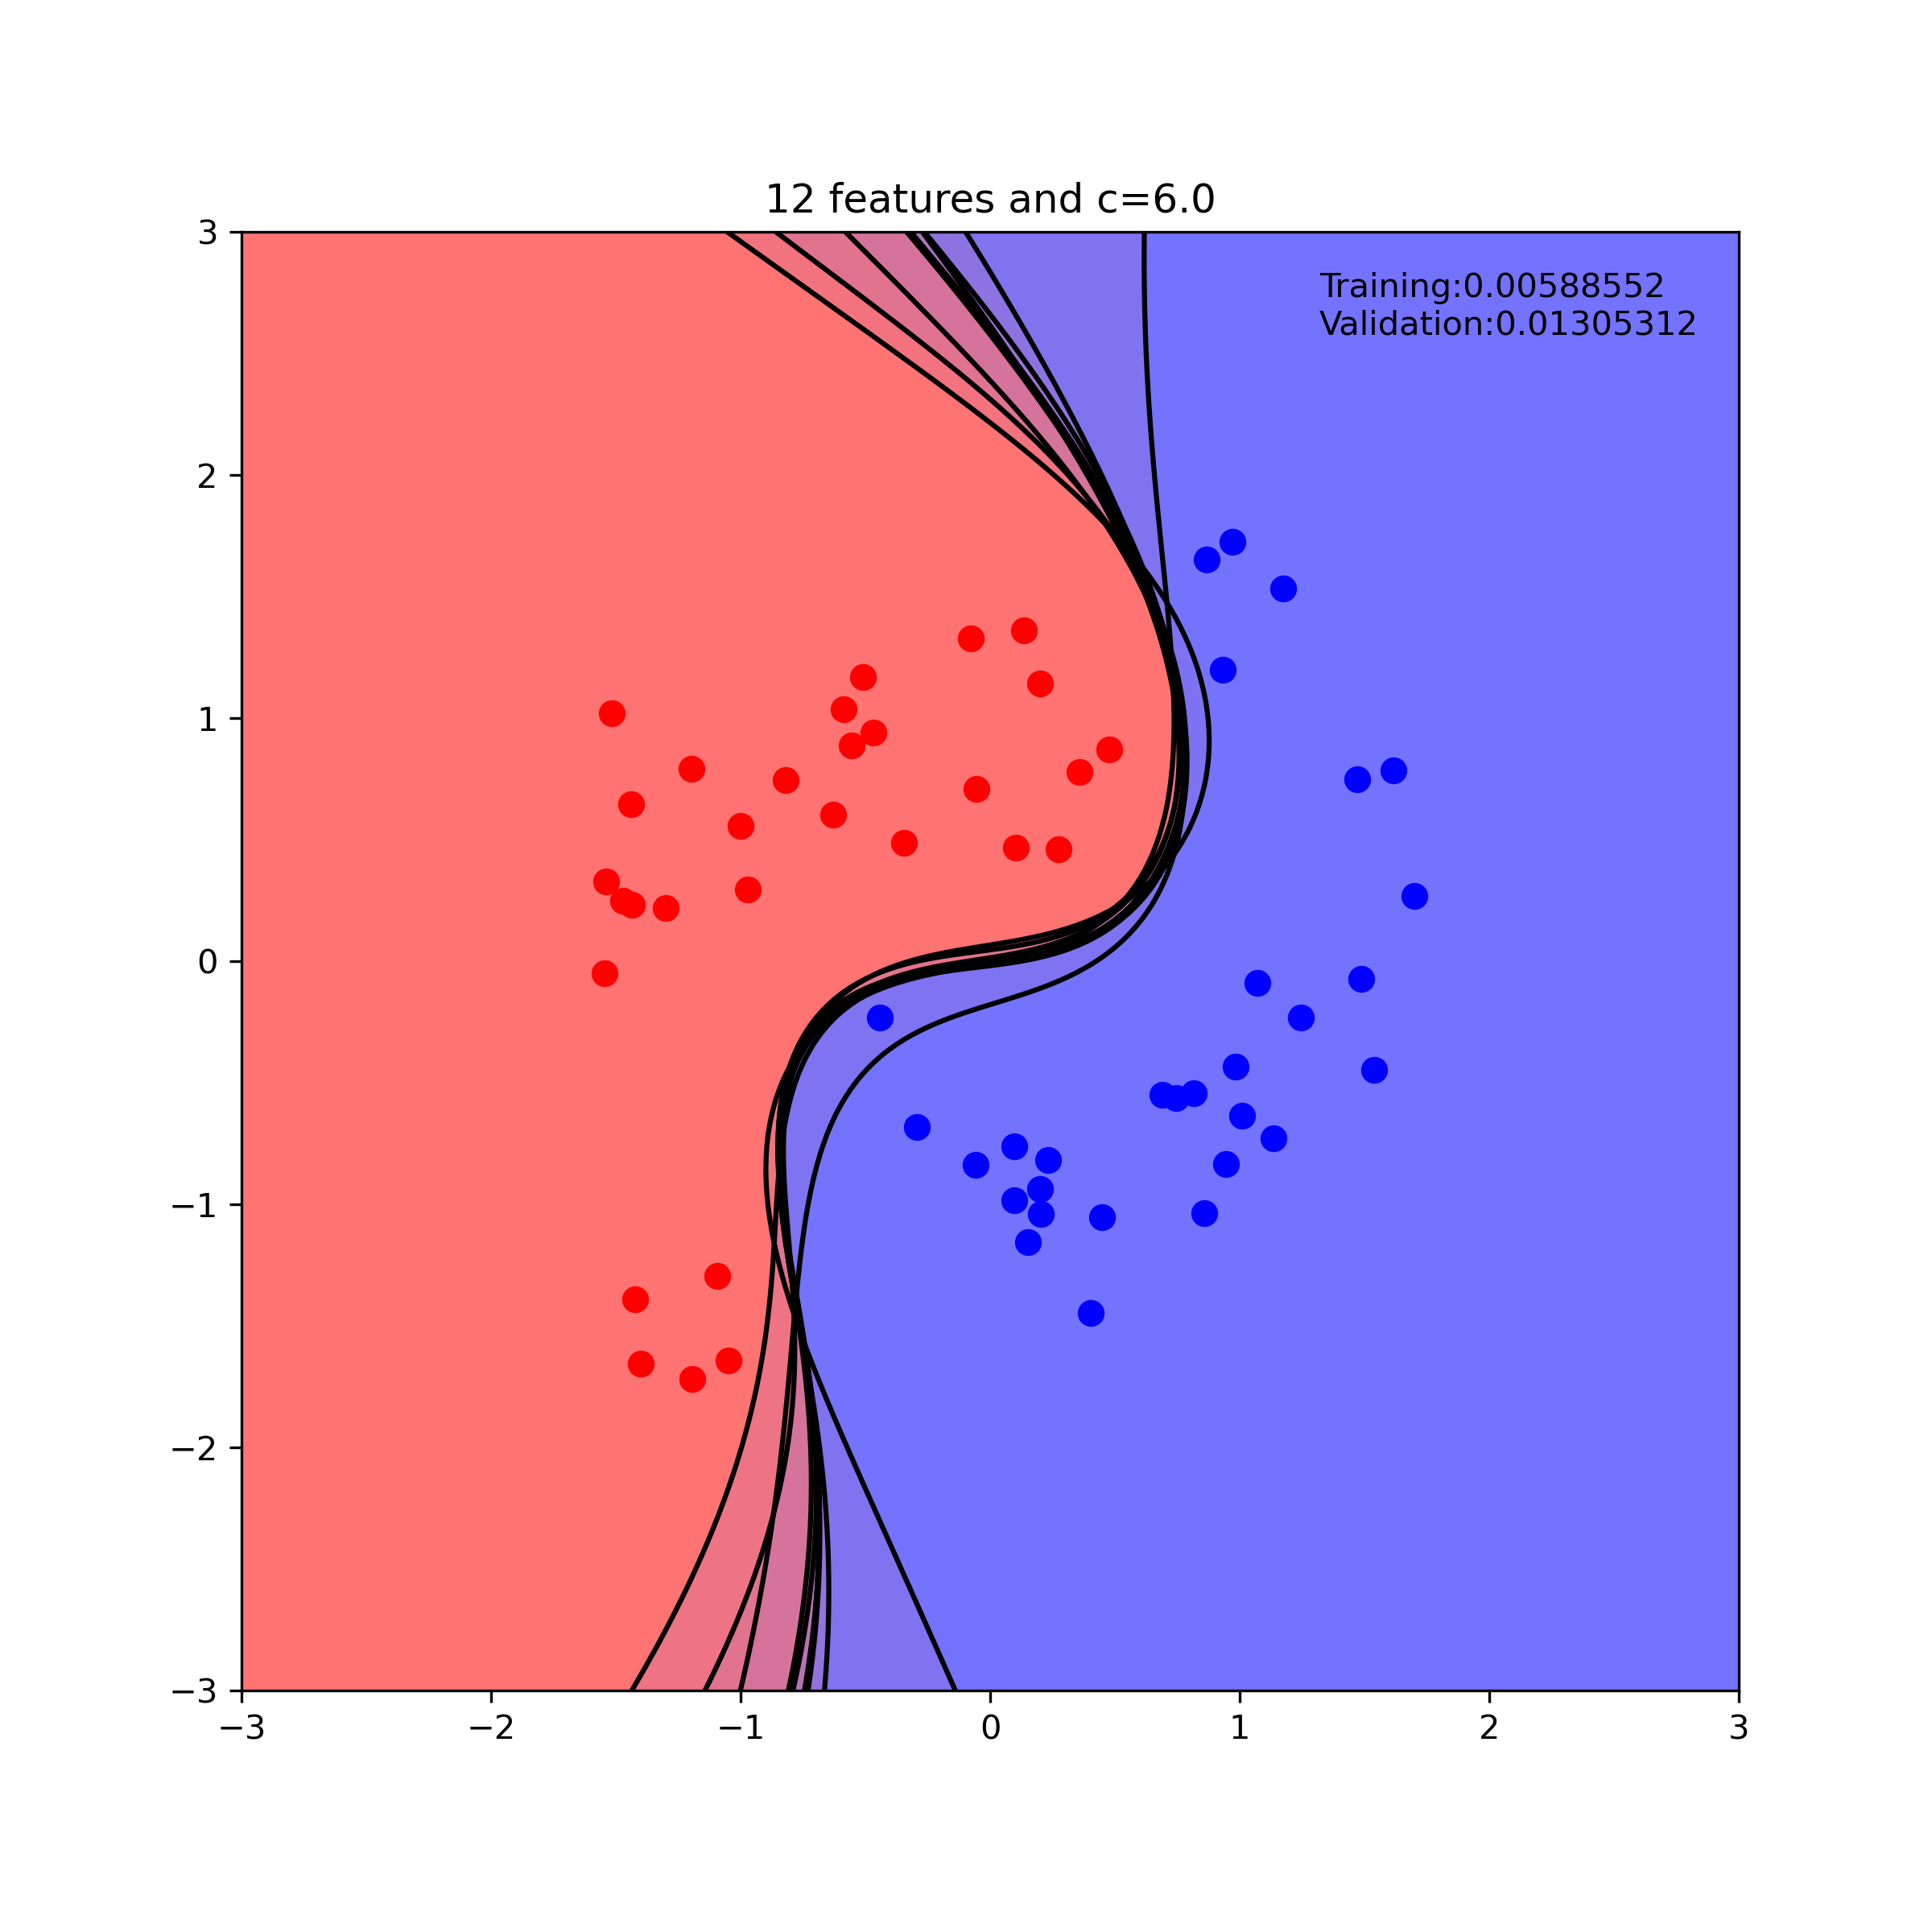 12 features and c=6.0
Training:0.00588552
Validation:0.01305312
3
2
1
0
−1
−2
−3
−3 −2 −1 0 1 2 3